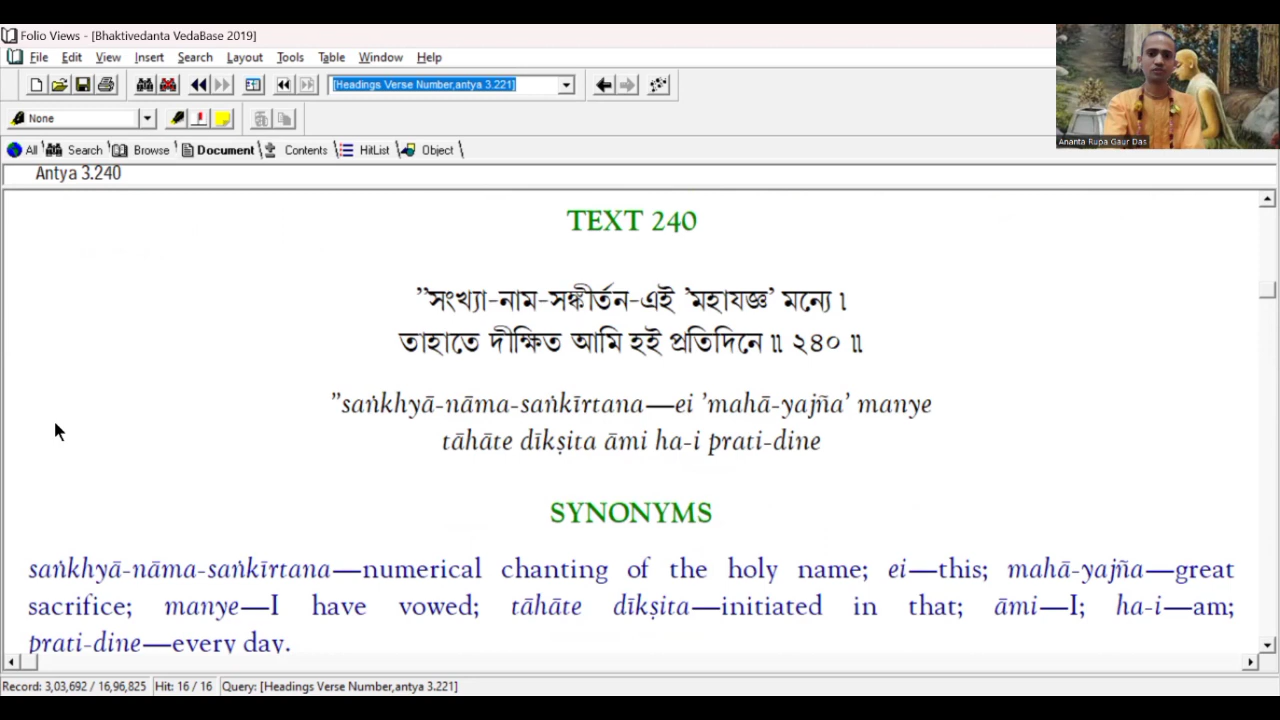 Folio Views - [Bhaktivedanta VedaBase 2019]
File Edit View Insert Search Layout Tools Table Window Help
[Headings Verse Number,antya 3.221]
None
All Search Browse Document Contents HitList Object
Antya 3.240
TEXT 240
”সংখ্যা-নাম-সঙ্কীর্তন-এই ’মহাযজ্ঞ’ মন্যে ৷
তাহাতে দীক্ষিত আমি হই প্রতিদিনে ॥ ২৪০ ॥
”saṅkhyā-nāma-saṅkīrtana—ei ’mahā-yajña’ manye
tāhāte dīkṣita āmi ha-i prati-dine
SYNONYMS
saṅkhyā-nāma-saṅkīrtana—numerical chanting of the holy name; ei—this; mahā-yajña—great
sacrifice; manye—I have vowed; tāhāte dīkṣita—initiated in that; āmi—I; ha-i—am;
prati-dine—every day.
Record: 3,03,692 / 16,96,825 Hit: 16 / 16 Query: [Headings Verse Number,antya 3.221]
Ananta Rupa Gaur Das